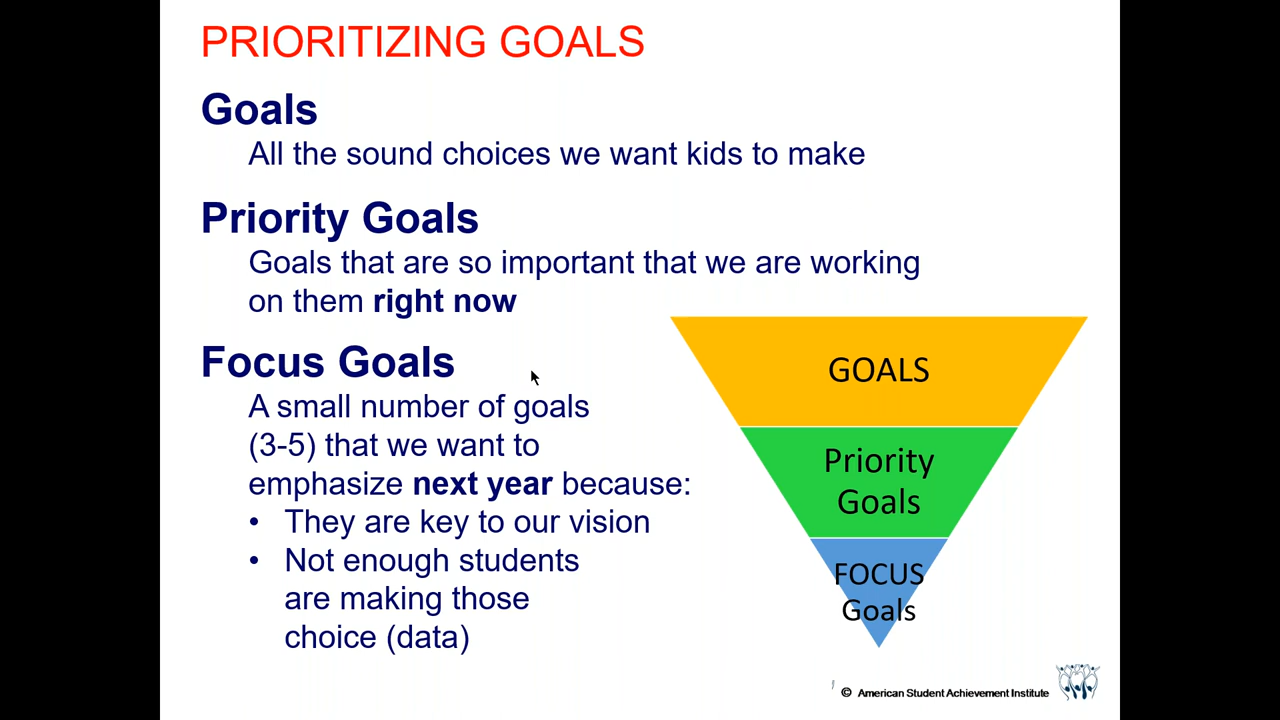 PRIORITIZING GOALS
Goals
All the sound choices we want kids to make
Priority Goals
Goals that are so important that we are working
on them right now
Focus Goals
A small number of goals
(3-5) that we want to
emphasize next year because:
• They are key to our vision
• Not enough students
are making those
choice (data)
GOALS
Priority
Goals
FOCUS
Goals
© American Student Achievement Institute